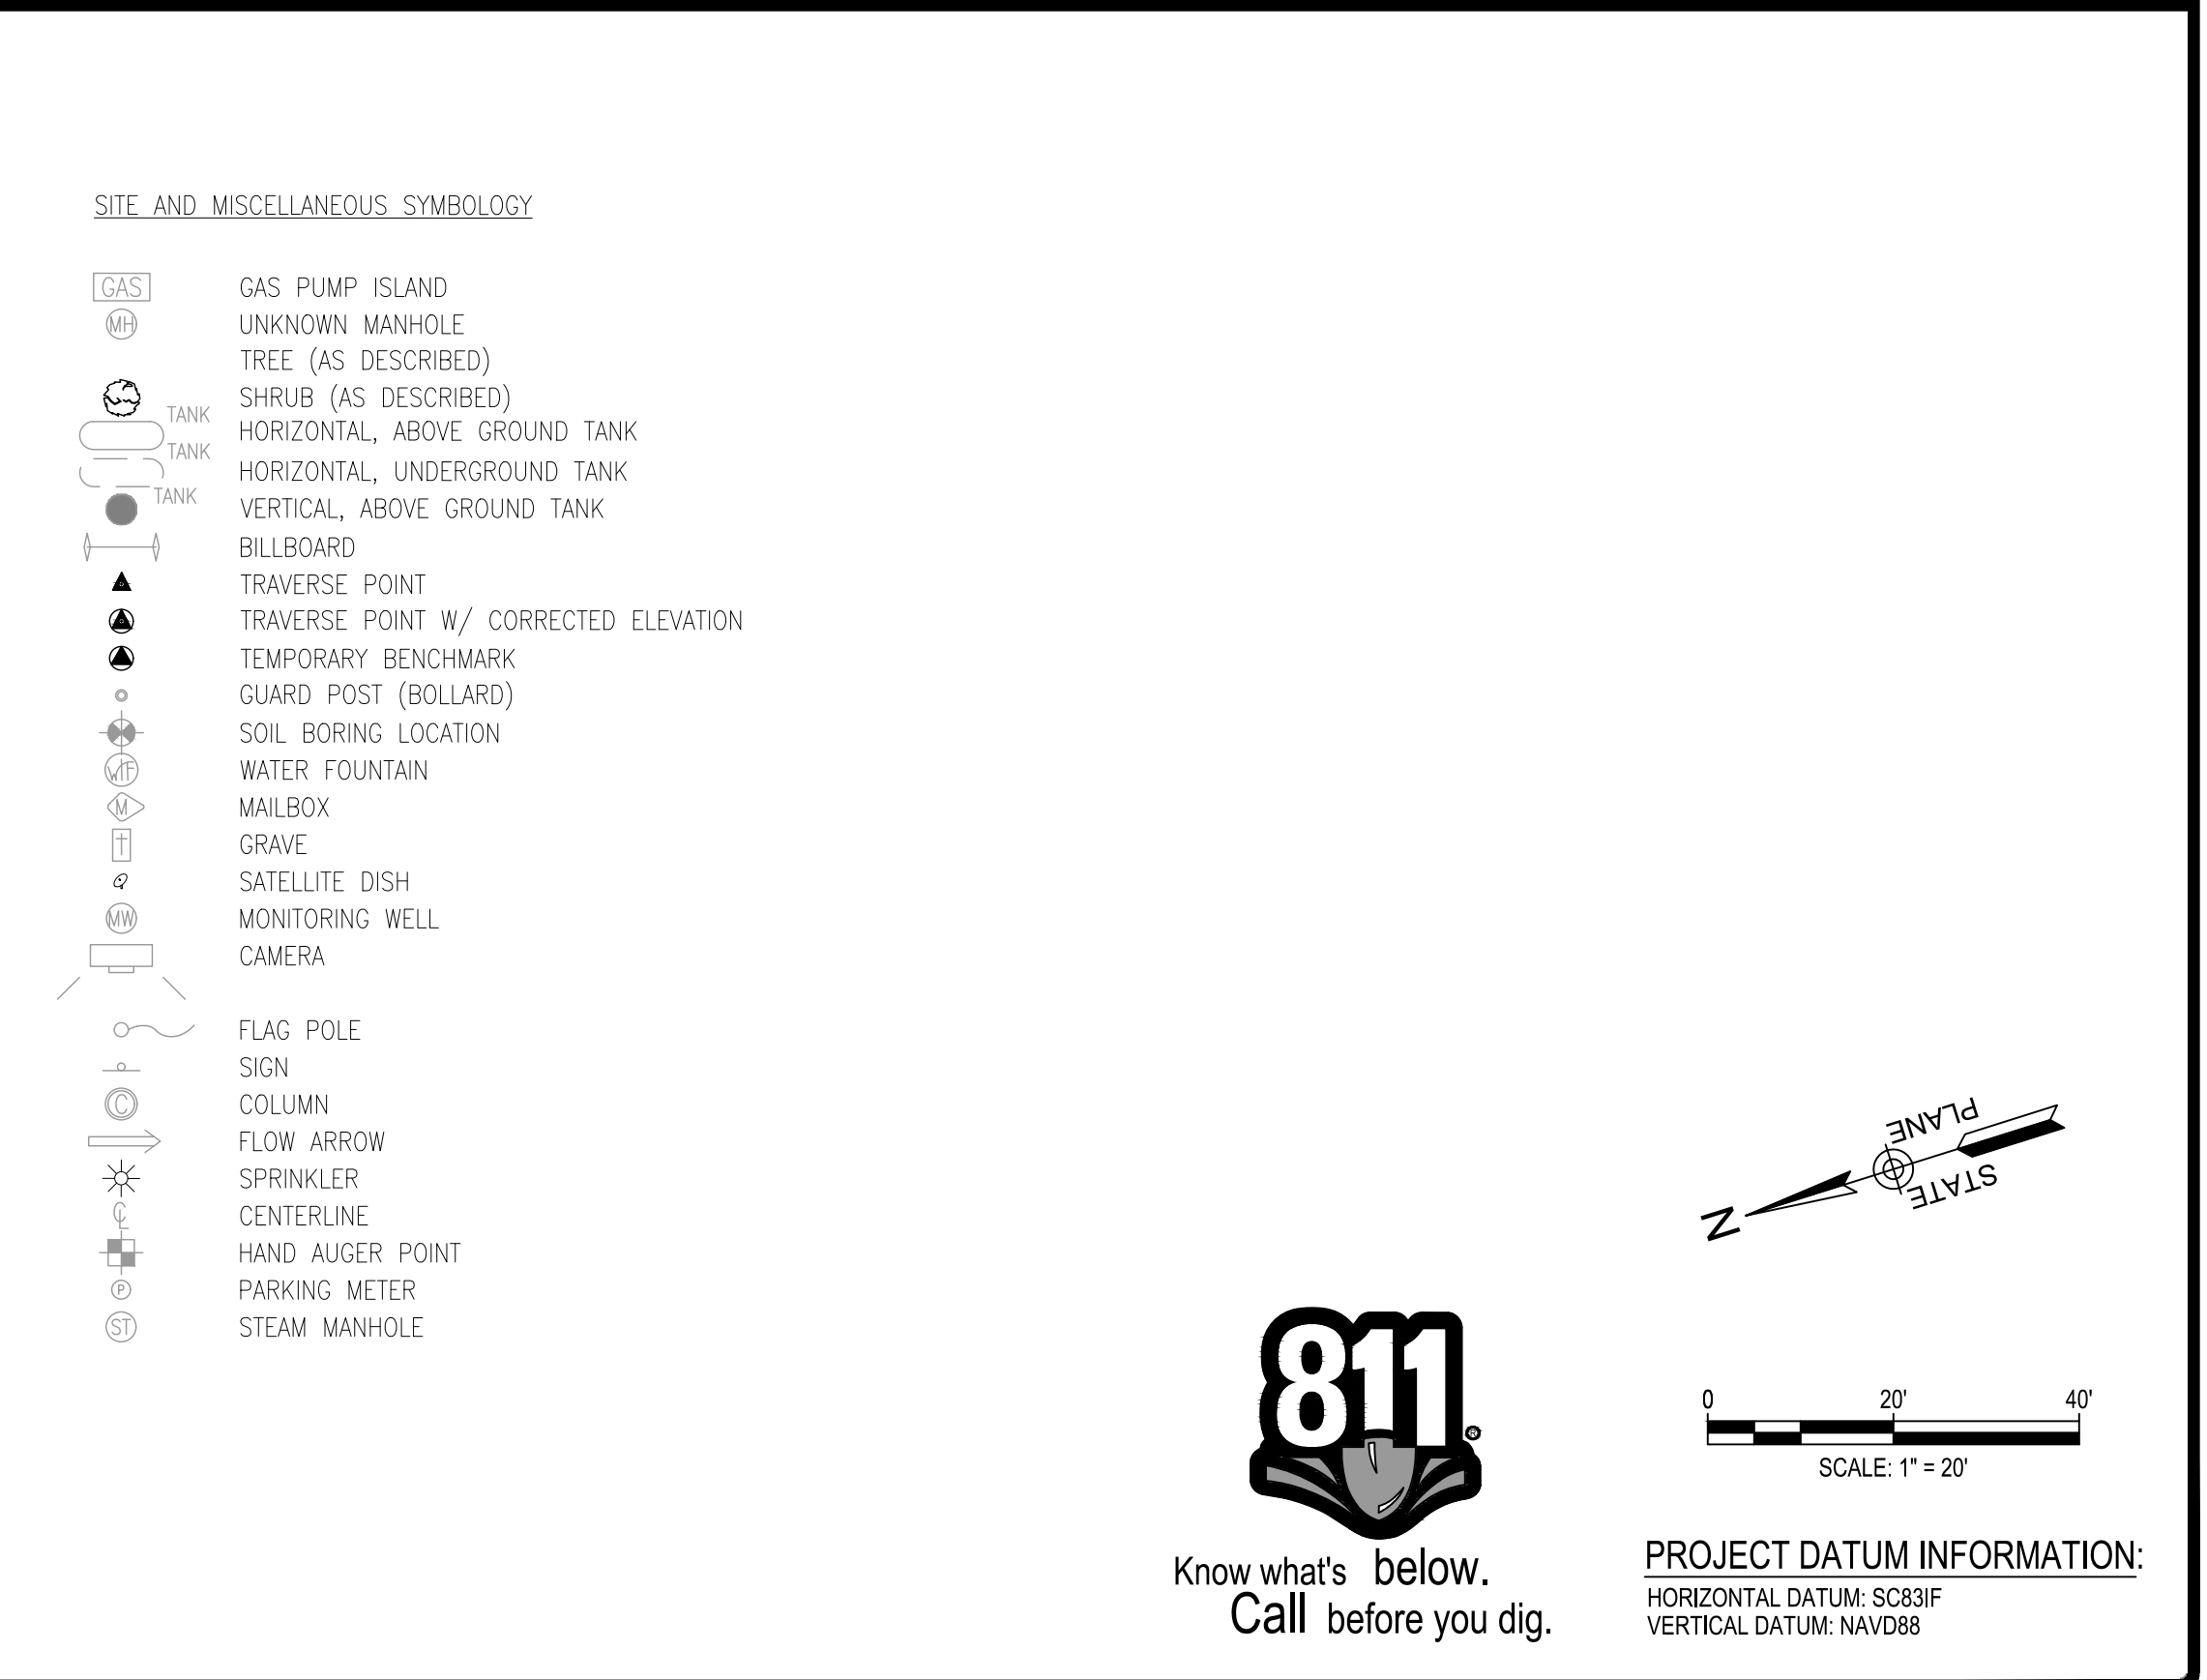 SITE AND MISCELLANEOUS SYMBOLOGY
GAS GAS PUMP ISLAND
MH UNKNOWN MANHOLE
TREE (AS DESCRIBED)
SHRUB (AS DESCRIBED)
TANK HORIZONTAL, ABOVE GROUND TANK
TANK HORIZONTAL, UNDERGROUND TANK
TANK VERTICAL, ABOVE GROUND TANK
BILLBOARD
TRAVERSE POINT
TRAVERSE POINT W/ CORRECTED ELEVATION
TEMPORARY BENCHMARK
GUARD POST (BOLLARD)
SOIL BORING LOCATION
WF WATER FOUNTAIN
M MAILBOX
GRAVE
SATELLITE DISH
MW MONITORING WELL
CAMERA
FLAG POLE
SIGN
C COLUMN
FLOW ARROW
SPRINKLER
CL CENTERLINE
HAND AUGER POINT
P PARKING METER
ST STEAM MANHOLE
811®
Know what's below.
Call before you dig.
N
STATE
PLANE
0 20' 40'
SCALE: 1" = 20'
PROJECT DATUM INFORMATION:
HORIZONTAL DATUM: SC83IF
VERTICAL DATUM: NAVD88